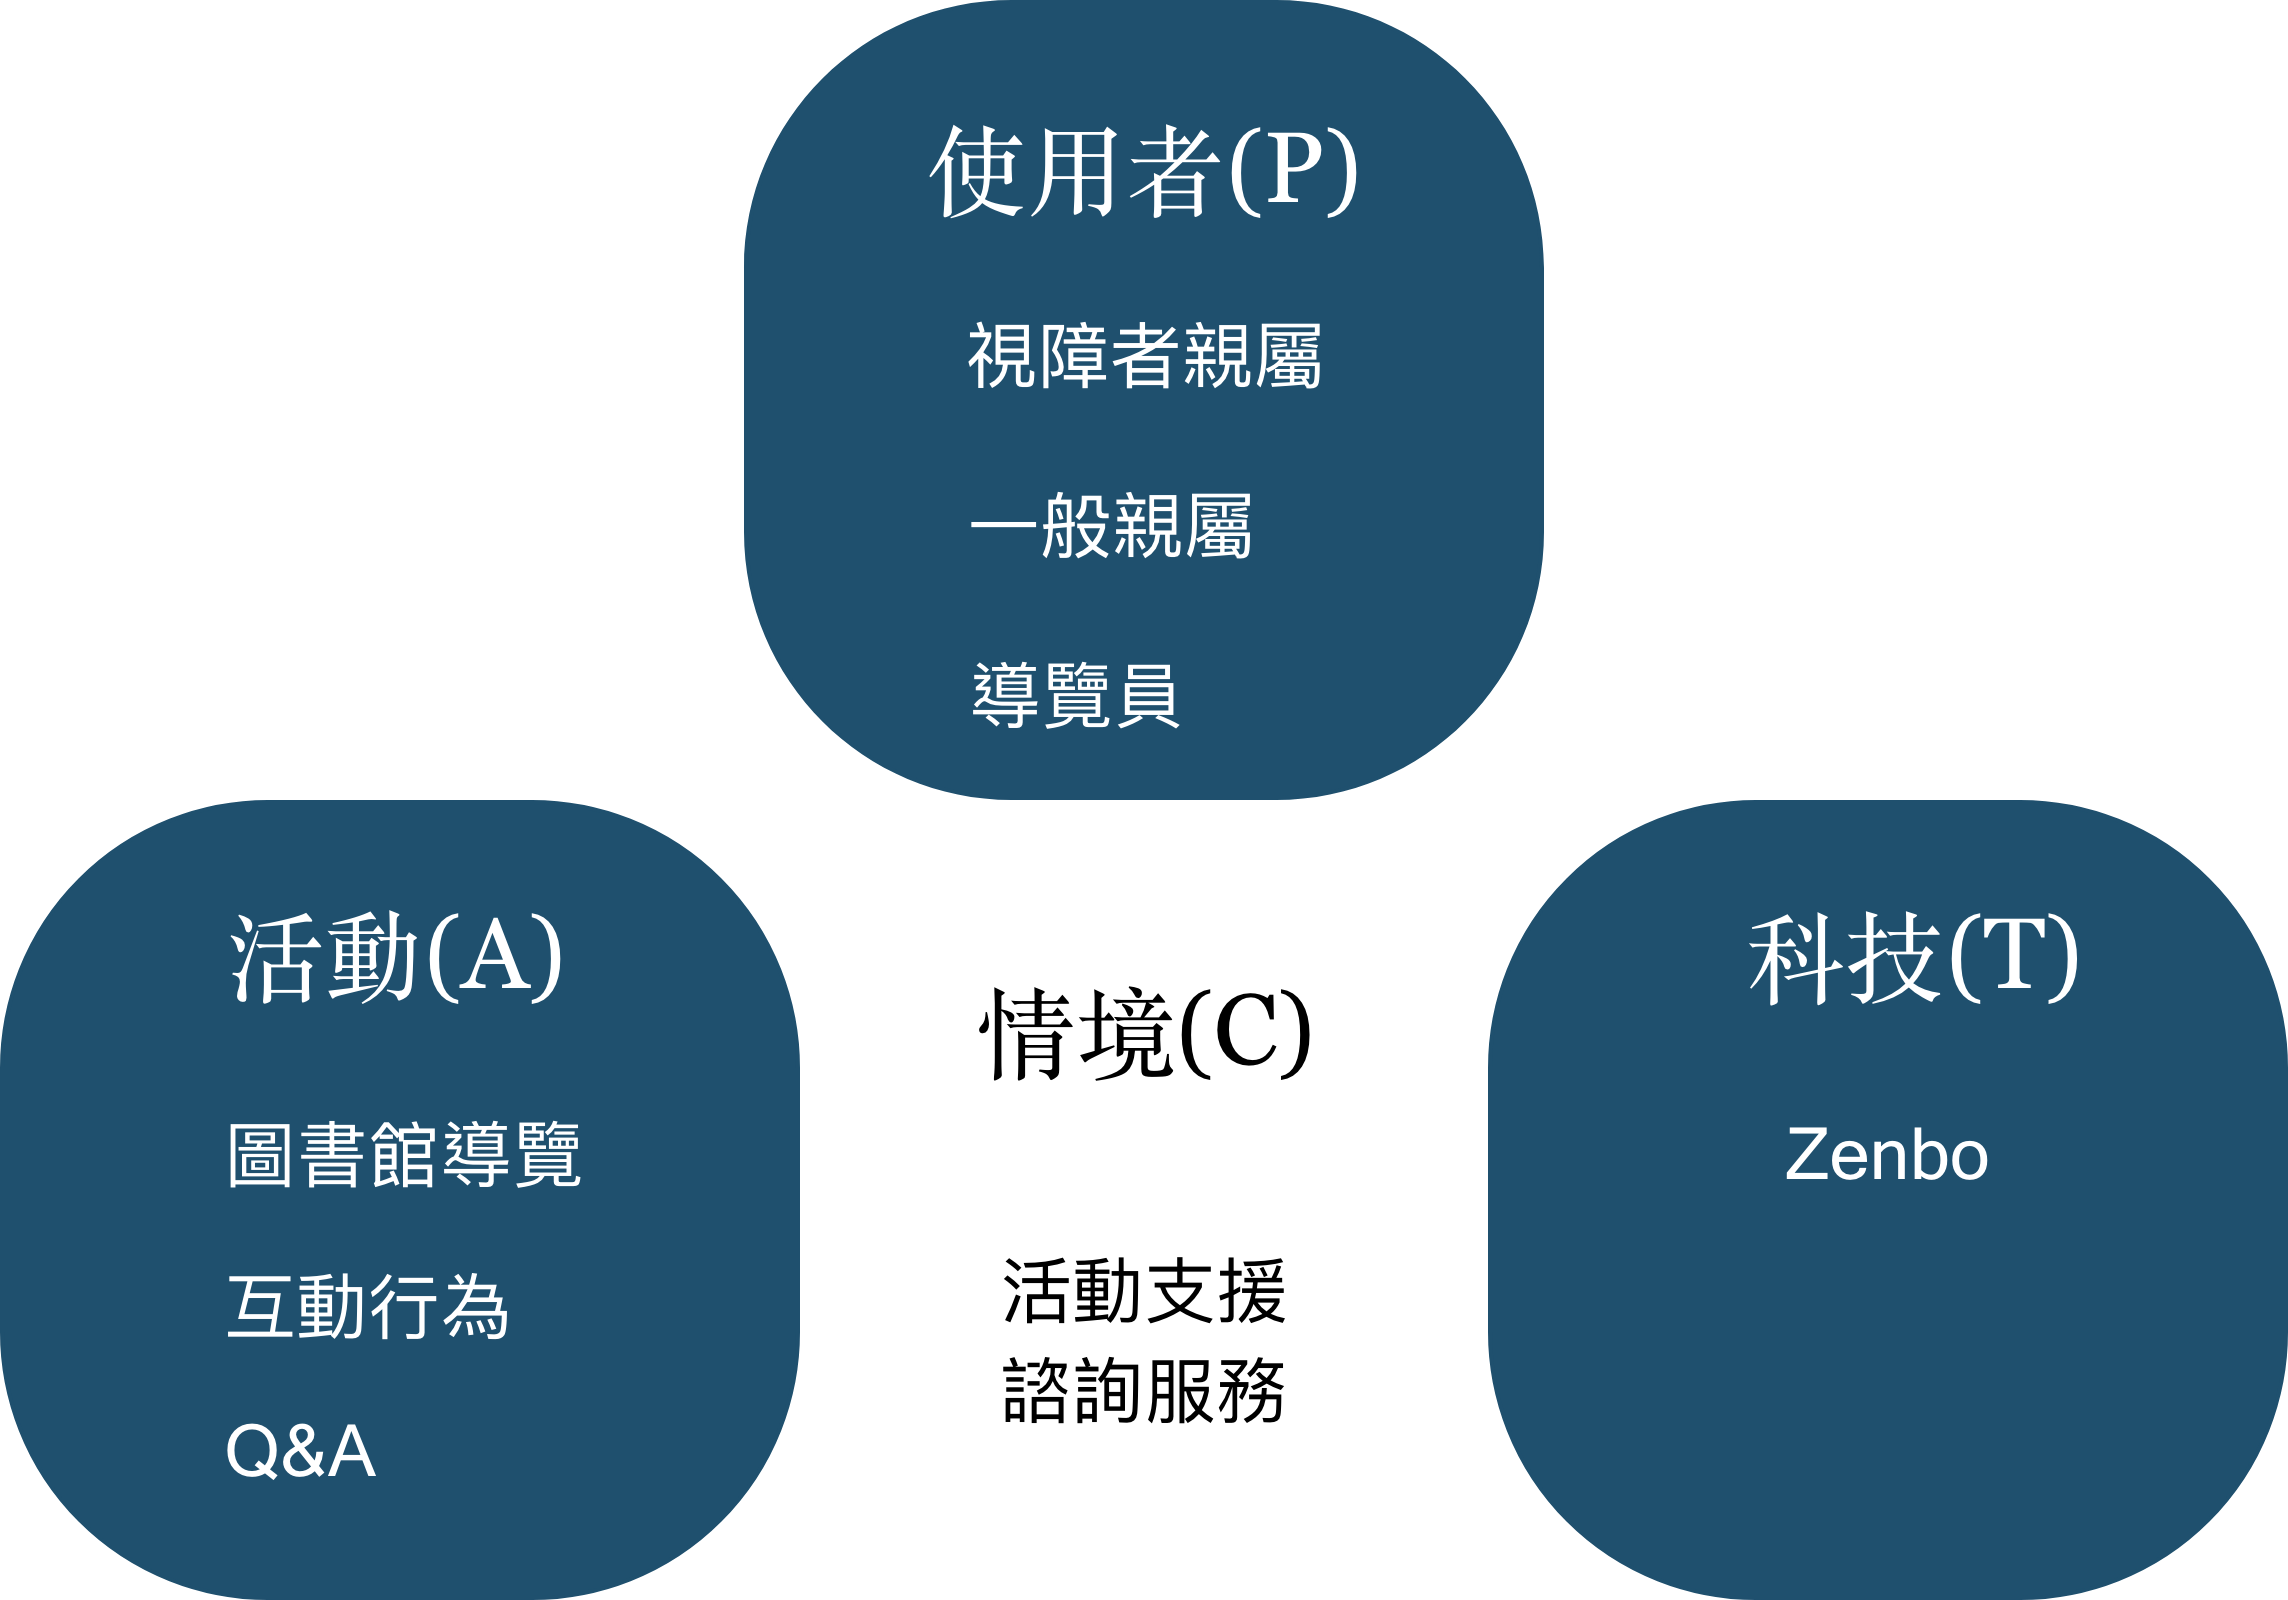 使用者(P)
視障者親屬
一般親屬
導覽員
活動(A)
圖書館導覽
互動行為
Q&A
情境(C)
活動支援
諮詢服務
科技(T)
Zenbo